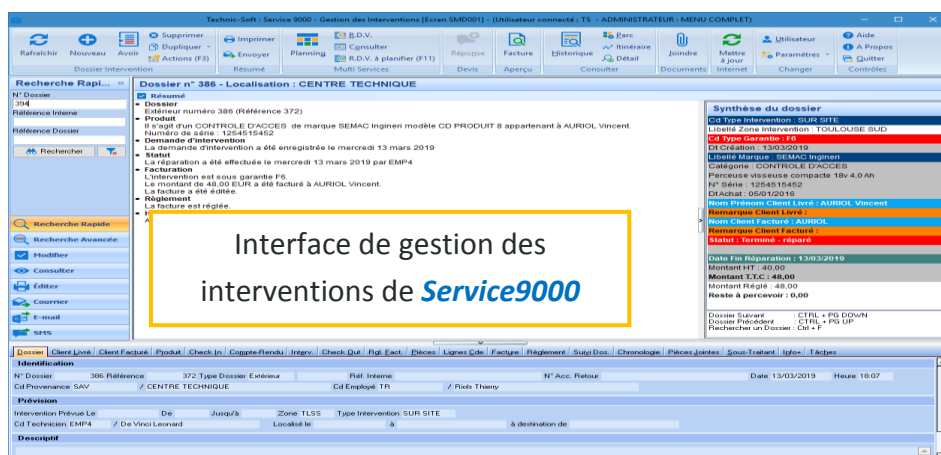 Technic-Soft : Service 9000 - Gestion des Interventions (Ecran SMD001) - (Utilisateur connecté : TS - ADMINISTRATEUR : MENU COMPLET)
Rafraîchir Nouveau Avoir Supprimer Dupliquer Actions (F3)
Dossier Intervention
Imprimer Envoyer
Résumé
Planning R.D.V. Consulter R.D.V. à planifier (F11)
Multi Services
Réponse
Devis
Facture
Aperçu
Historique Parc Itinéraire Détail
Consulter
Joindre
Documents
Mettre à jour
Internet
Utilisateur Paramètres
Changer
Aide A Propos Quitter
Contrôles
Recherche Rapi... «
N° Dossier
394
Référence Interne
Référence Dossier
Rechercher
Recherche Rapide
Recherche Avancée
Modifier
Consulter
Éditer
Courrier
E-mail
SMS
Dossier n° 386 - Localisation : CENTRE TECHNIQUE
Résumé
Dossier
Extérieur numéro 386 (Référence 372)
Produit
Il s'agit d'un CONTROLE D'ACCES de marque SEMAC Ingineri modèle CD PRODUIT 8 appartenant à AURIOL Vincent.
Numéro de série : 1254515452
Demande d'intervention
La demande d'intervention a été enregistrée le mercredi 13 mars 2019
Statut
La réparation a été effectuée le mercredi 13 mars 2019 par EMP4
Facturation
L'intervention est sous garantie F6.
Le montant de 48,00 EUR a été facturé à AURIOL Vincent.
La facture a été éditée.
Règlement
La facture est réglée.
Interface de gestion des
interventions de Service9000
Synthèse du dossier
Cd Type Intervention : SUR SITE
Libellé Zone Intervention : TOULOUSE SUD
Cd Type Garantie : F6
Dt Création : 13/03/2019
Libellé Marque : SEMAC Ingineri
Catégorie : CONTROLE D'ACCES
Perceuse visseuse compacte 18v 4,0 Ah
N° Série : 1254515452
Dt Achat : 05/01/2016
Nom Prénom Client Livré : AURIOL Vincent
Remarque Client Livré :
Nom Client Facturé : AURIOL
Remarque Client Facturé :
Statut : Terminé - réparé
Date Fin Réparation : 13/03/2019
Montant HT : 40,00
Montant T.T.C : 48,00
Montant Réglé : 48,00
Reste à percevoir : 0,00
Dossier Suivant : CTRL + PG DOWN
Dossier Précédent : CTRL + PG UP
Rechercher un Dossier : Ctrl + F
Dossier Client Livré Client Facturé Produit Check In Compte-Rendu Interv. Check Out Rgl. Fact. Pièces Lignes Cde Facture Règlement Suivi Dos. Chronologie Pièces Jointes Sous-Traitant Info+ Tâches
Identification
N° Dossier 386 Référence 372 Type Dossier Extérieur Réf. Interne N° Acc. Retour Date 13/03/2019 Heure 18:07
Cd Provenance SAV / CENTRE TECHNIQUE Cd Employé TR / Riols Thierry
Prévision
Intervention Prévue Le De Jusqu'à Zone TLSS Type Intervention SUR SITE
Cd Technicien EMP4 / De Vinci Leonard Localisé le à à destination de
Descriptif